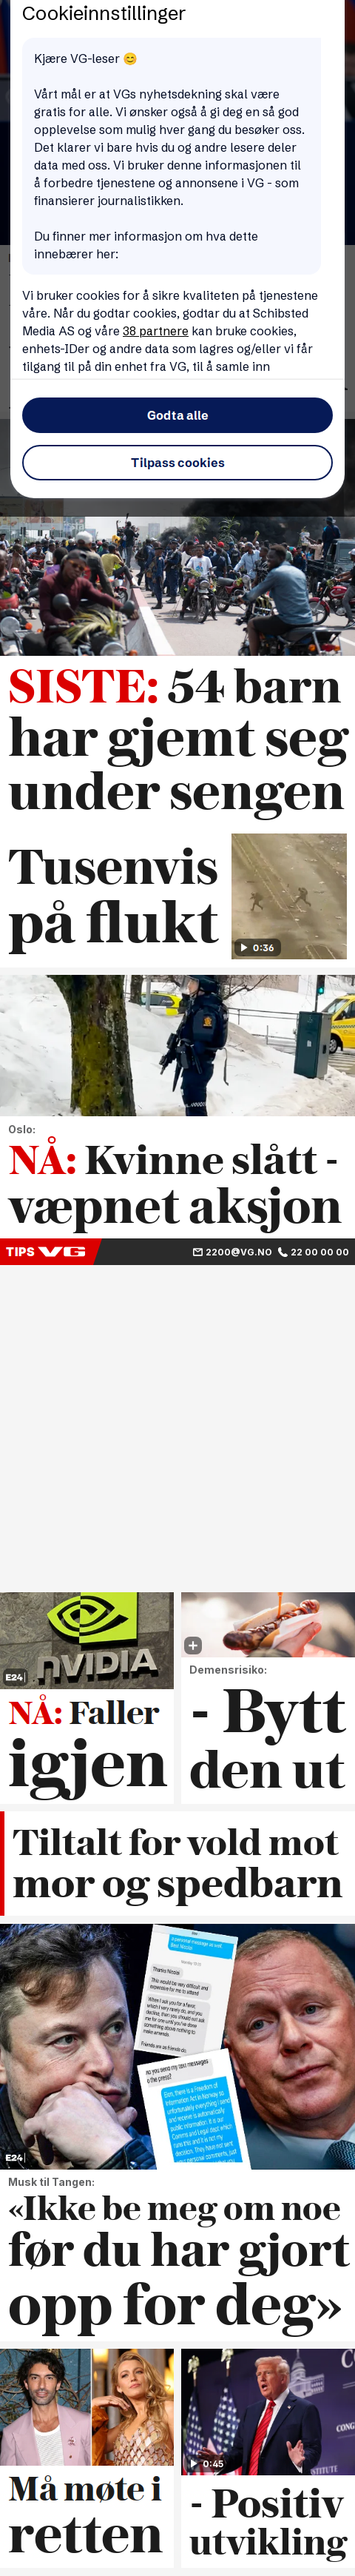 Cookieinnstillinger
Kjære VG-leser 😊
Vårt mål er at VGs nyhetsdekning skal være
gratis for alle. Vi ønsker også å gi deg en så god
opplevelse som mulig hver gang du besøker oss.
Det klarer vi bare hvis du og andre lesere deler
data med oss. Vi bruker denne informasjonen til
å forbedre tjenestene og annonsene i VG - som
finansierer journalistikken.
Du finner mer informasjon om hva dette
innebærer her:
Vi bruker cookies for å sikre kvaliteten på tjenestene
våre. Når du godtar cookies, godtar du at Schibsted
Media AS og våre 38 partnere kan bruke cookies,
enhets-IDer og andre data som lagres og/eller vi får
tilgang til på din enhet fra VG, til å samle inn
Godta alle
Tilpass cookies
SISTE: 54 barn
har gjemt seg
under sengen
Tusenvis
på flukt
0:36
Oslo:
NÅ: Kvinne slått -
væpnet aksjon
TIPS VG
2200@VG.NO 22 00 00 00
NVIDIA
E24
NÅ: Faller
igjen
Demensrisiko:
- Bytt
den ut
Tiltalt for vold mot
mor og spedbarn
E24
Musk til Tangen:
«Ikke be meg om noe
før du har gjort
opp for deg»
Må møte i
retten
0:45
- Positiv
utvikling